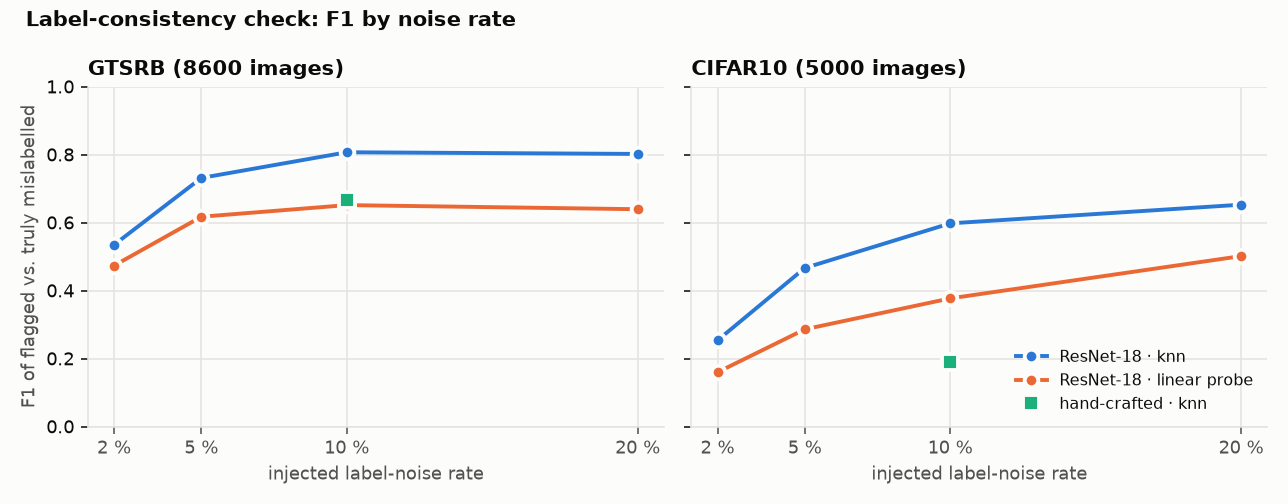 Label-consistency check: F1 by noise rate
GTSRB (8600 images)
CIFAR10 (5000 images)
F1 of flagged vs. truly mislabelled
1.0
0.8
0.6
0.4
0.2
0.0
2 %
5 %
10 %
20 %
injected label-noise rate
2 %
5 %
10 %
20 %
injected label-noise rate
ResNet-18 · knn
ResNet-18 · linear probe
hand-crafted · knn